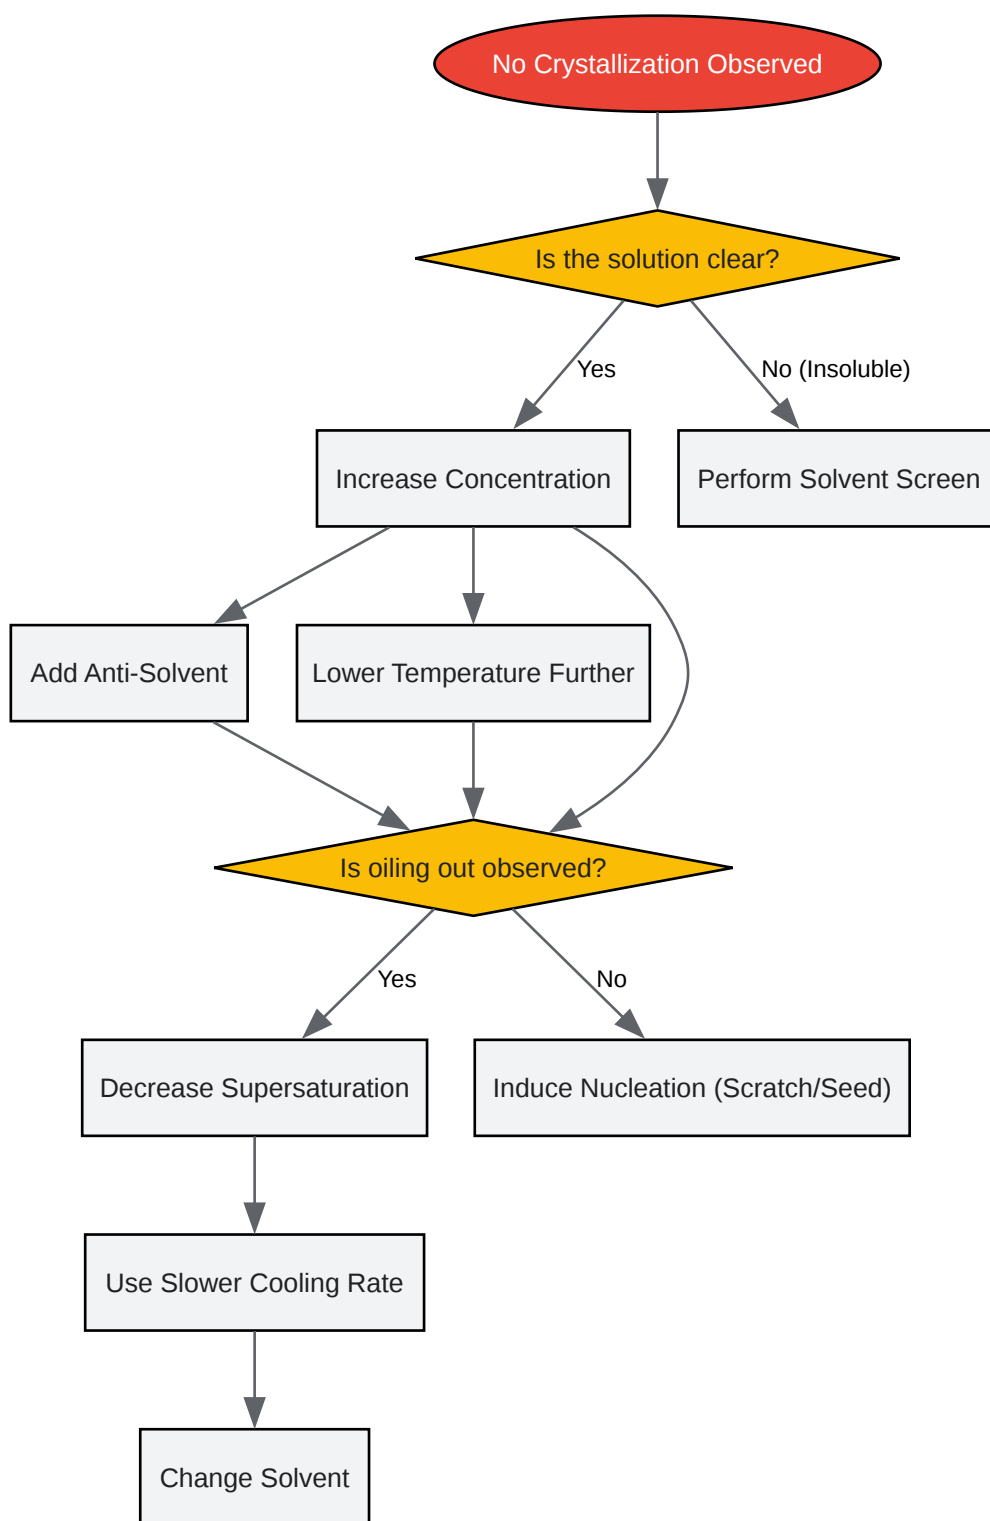 No Crystallization Observed
Is the solution clear?
Yes
No (Insoluble)
Increase Concentration
Perform Solvent Screen
Add Anti-Solvent
Lower Temperature Further
Is oiling out observed?
Yes
No
Decrease Supersaturation
Induce Nucleation (Scratch/Seed)
Use Slower Cooling Rate
Change Solvent